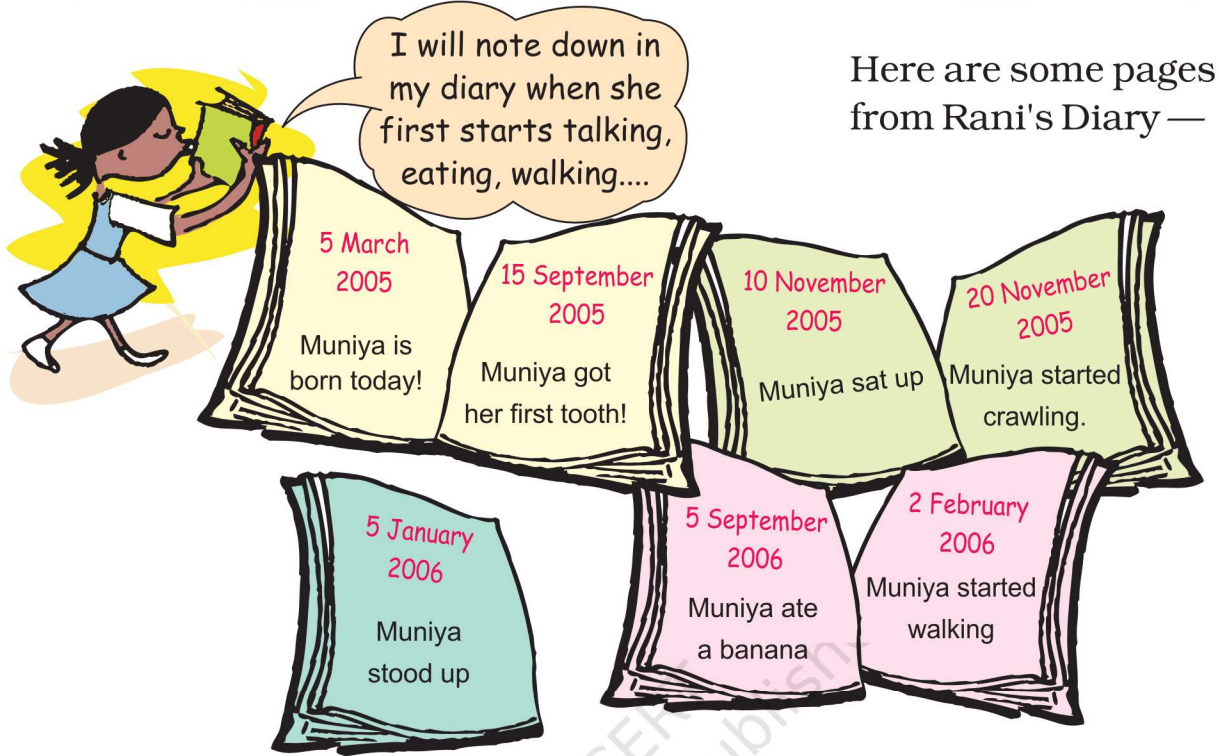 I will note down in
my diary when she
first starts talking,
eating, walking....
Here are some pages
from Rani's Diary —
5 March
2005
Muniya is
born today!
15 September
2005
Muniya got
her first tooth!
10 November
2005
Muniya sat up
20 November
2005
Muniya started
crawling.
5 January
2006
Muniya
stood up
5 September
2006
Muniya ate
a banana
2 February
2006
Muniya started
walking